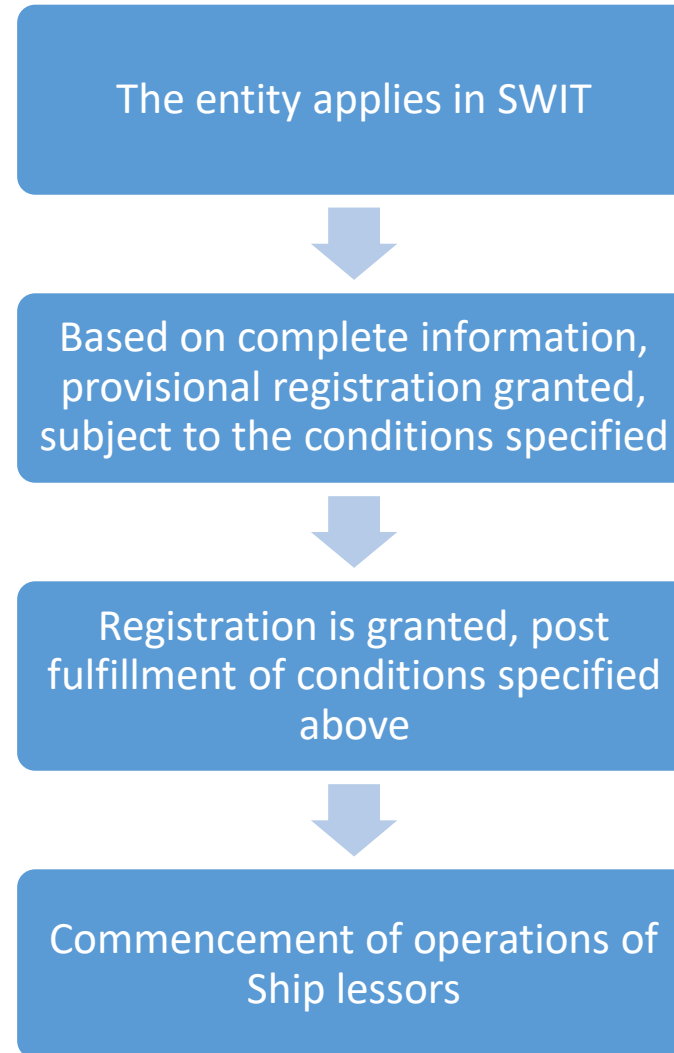 The entity applies in SWIT
Based on complete information,
provisional registration granted,
subject to the conditions specified
Registration is granted, post
fulfillment of conditions specified
above
Commencement of operations of
Ship lessors